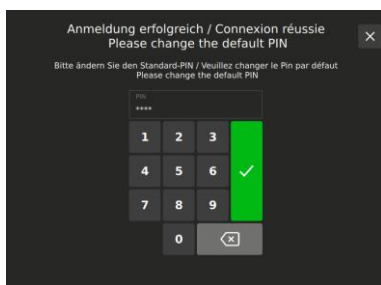 Anmeldung erfolgreich / Connexion réussie
Please change the default PIN
Bitte ändern Sie den Standard-PIN / Veuillez changer le Pin par défaut
Please change the default PIN
PIN
****
1 2 3
4 5 6
7 8 9
0